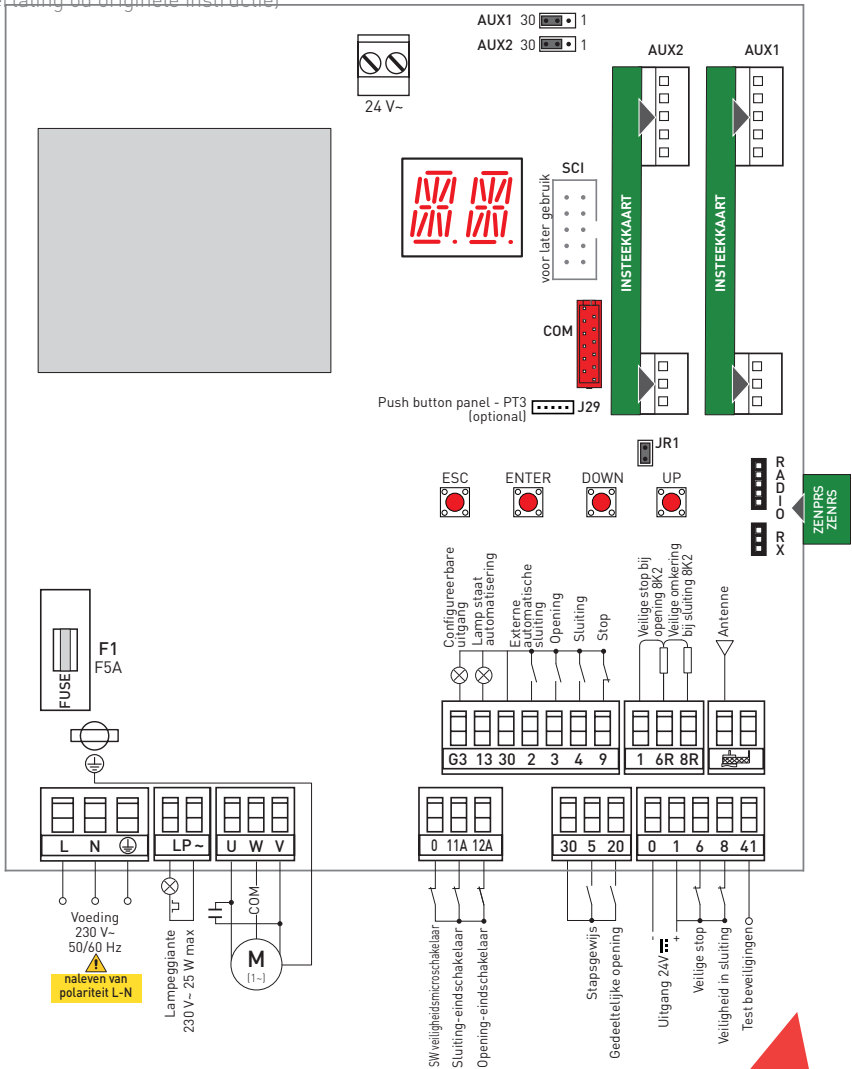 AUX1 30 1
AUX2 30 1
24 V~
AUX2
AUX1
SCI
voor later gebruik
INSTEEKKAART
INSTEEKKAART
COM
Push button panel - PT3
(optional)
J29
JR1
ESC
ENTER
DOWN
UP
RADIO
RX
ZENPRS
ZENRS
Configureerbare
uitgang
Lamp staat
automatisering
Externe
automatische
sluiting
Opening
Sluiting
Stop
Veilige stop bij
opening 8K2
Veilige omkering
bij sluiting 8K2
Antenne
F1
F5A
FUSE
G3 13 30 2 3 4 9
1 6R 8R
L N
LP~
U W V
0 11A 12A
30 5 20
0 1 6 8 41
Voeding
230 V~
50/60 Hz
naleven van
polariteit L-N
Lampeggiante
230 V~ 25 W max
COM
M
(1~)
SW veiligheidsmicroschakelaar
Sluiting-eindschakelaar
Opening-eindschakelaar
Stapsgewijs
Gedeeltelijke opening
- +
Uitgang 24V
Veilige stop
Veiligheid in sluiting
Test beveiligingen